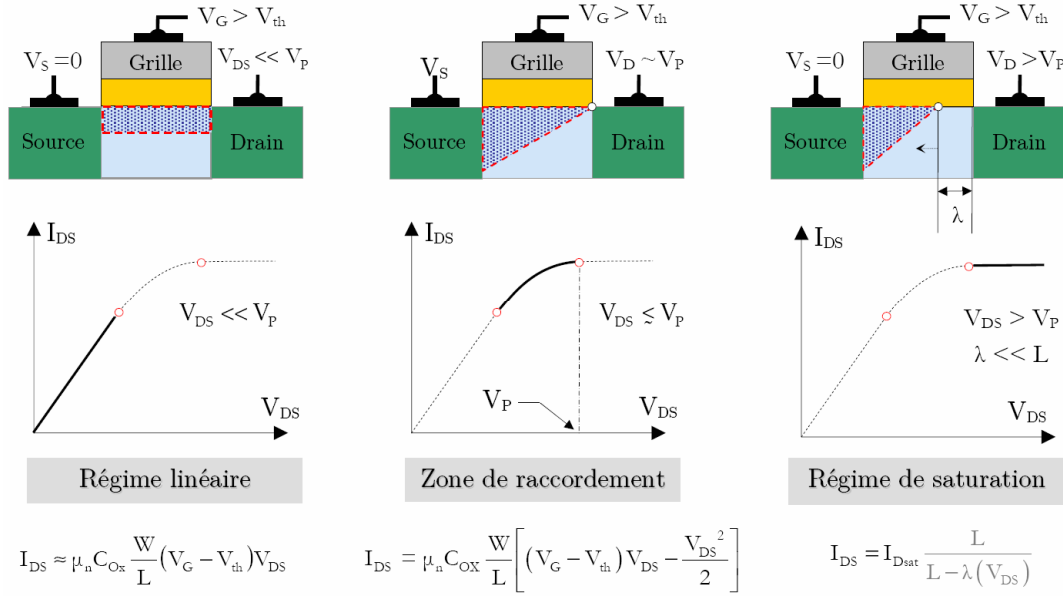 V_G > V_th
V_S =0
Grille
V_DS << V_P
Source
Drain
I_DS
V_DS << V_P
V_DS
Régime linéaire
I_DS ≈ μ_n C_Ox W/L (V_G − V_th) V_DS
V_G > V_th
V_S
Grille
V_D ~ V_P
Source
Drain
I_DS
V_DS ≲ V_P
V_P
V_DS
Zone de raccordement
I_DS = μ_n C_OX W/L [(V_G − V_th) V_DS − V_DS²/2]
V_G > V_th
V_S =0
Grille
V_D > V_P
Source
Drain
λ
I_DS
V_DS > V_P
λ << L
V_DS
Régime de saturation
I_DS = I_Dsat L/(L − λ(V_DS))